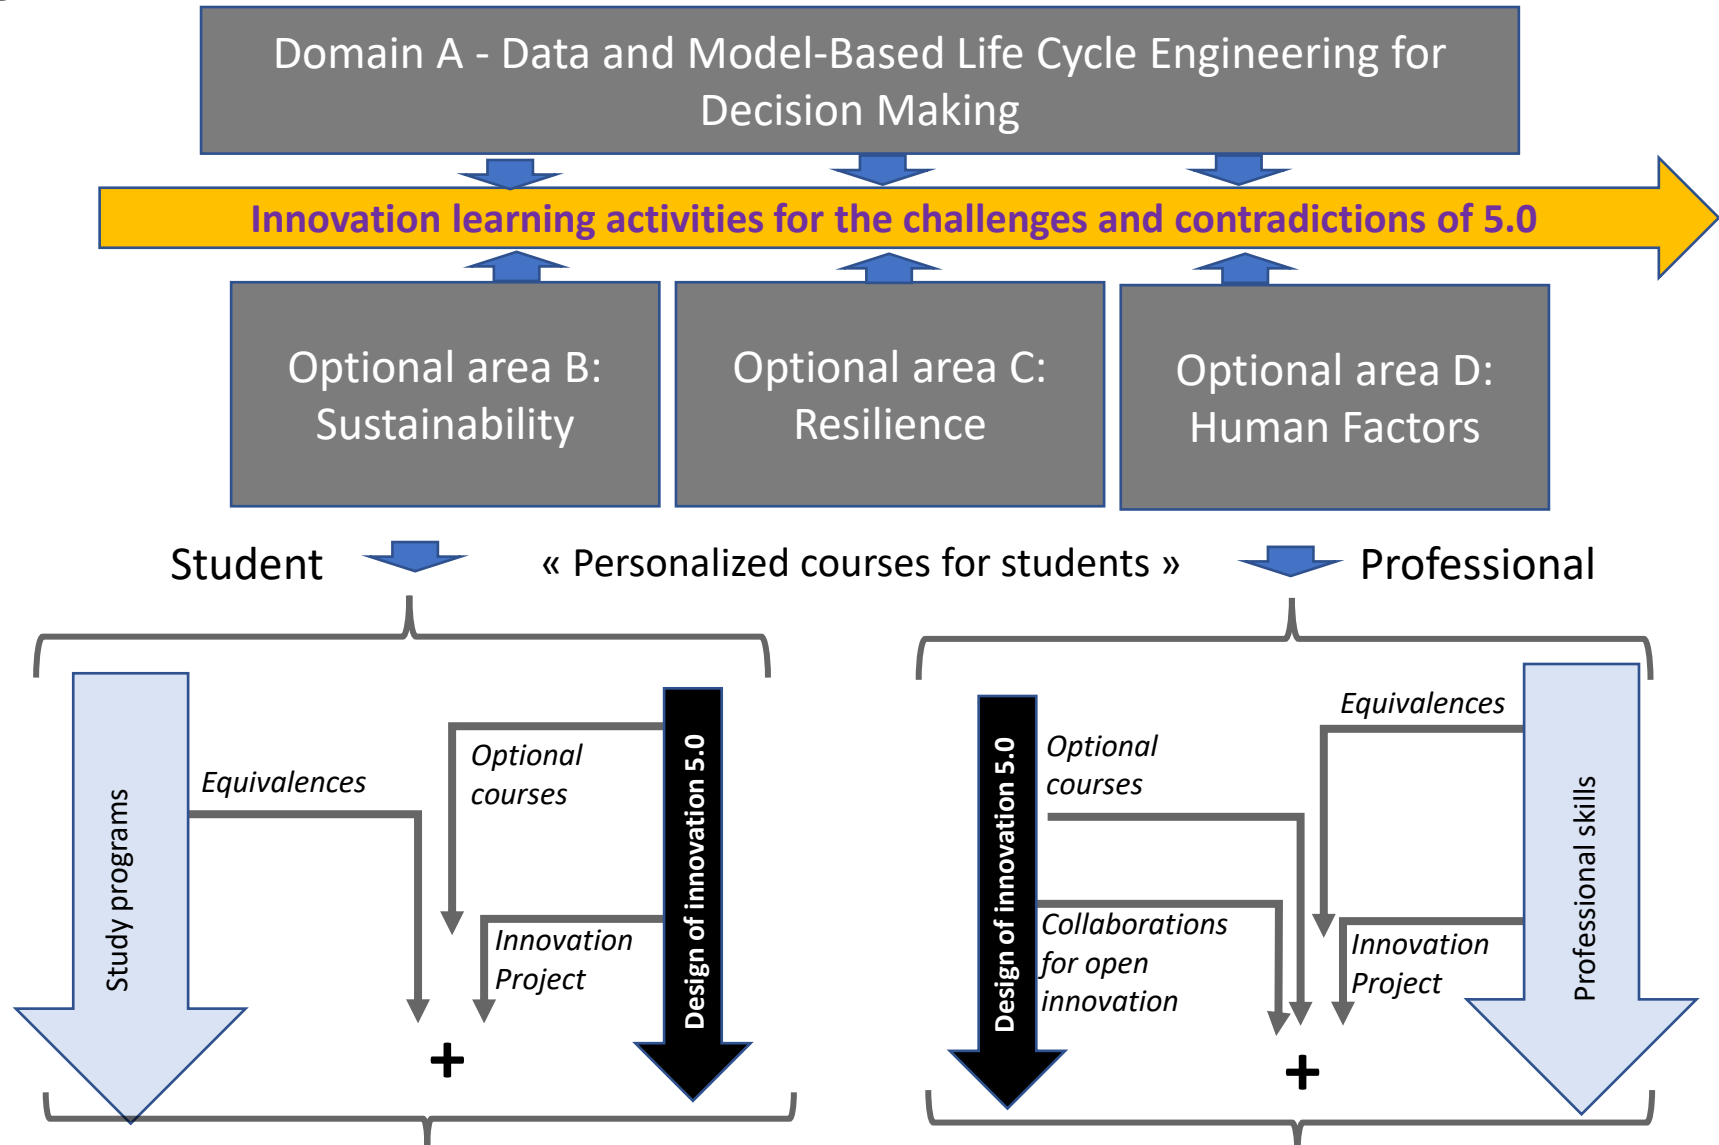 Domain A - Data and Model-Based Life Cycle Engineering for
Decision Making
Innovation learning activities for the challenges and contradictions of 5.0
Optional area B:
Sustainability
Optional area C:
Resilience
Optional area D:
Human Factors
Student
« Personalized courses for students »
Professional
Study programs
Equivalences
Optional
courses
Innovation
Project
Design of innovation 5.0
+
Design of innovation 5.0
Optional
courses
Collaborations
for open
innovation
Equivalences
Innovation
Project
Professional skills
+